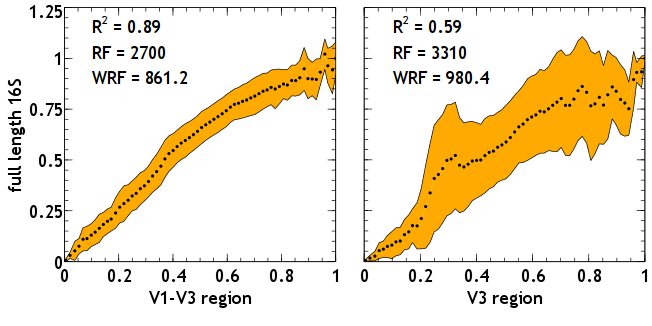 1.25
1
0.75
0.5
0.25
0
full length 16S
R² = 0.89
RF = 2700
WRF = 861.2
0 0.2 0.4 0.6 0.8 1
V1-V3 region
R² = 0.59
RF = 3310
WRF = 980.4
0 0.2 0.4 0.6 0.8 1
V3 region